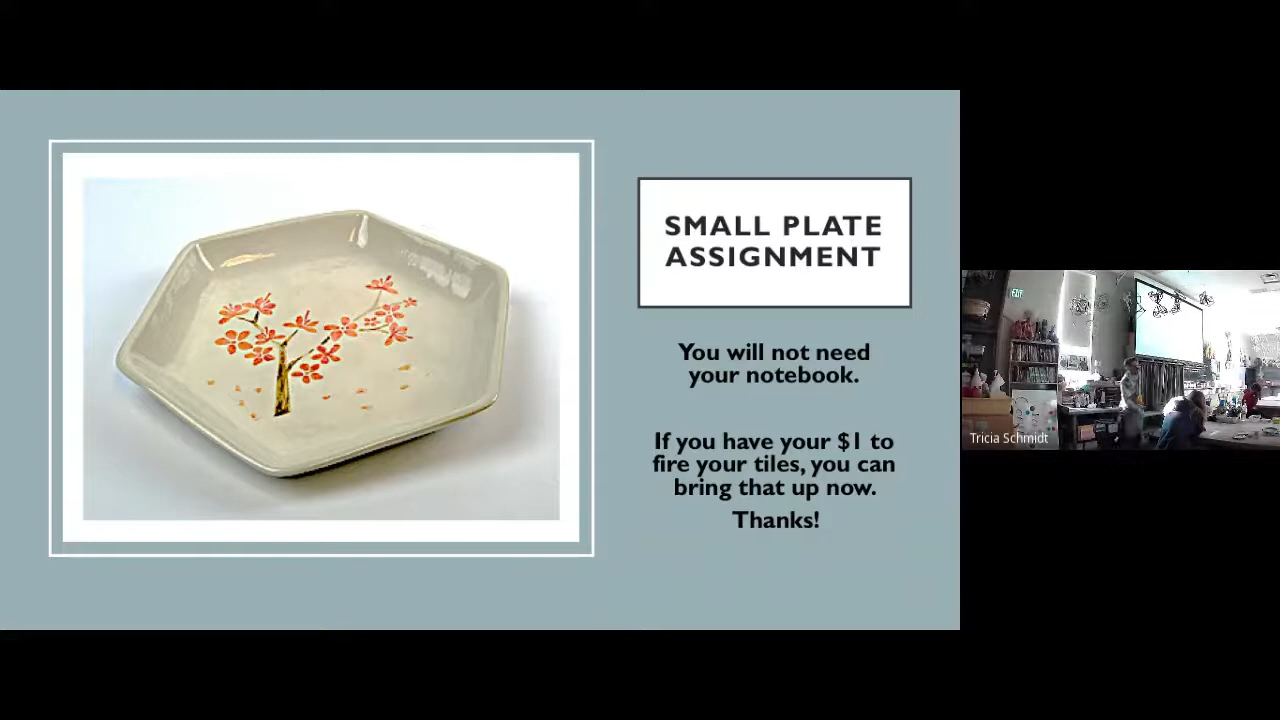 SMALL PLATE
ASSIGNMENT
You will not need
your notebook.
If you have your $1 to
fire your tiles, you can
bring that up now.
Thanks!
EXIT
Tricia Schmidt